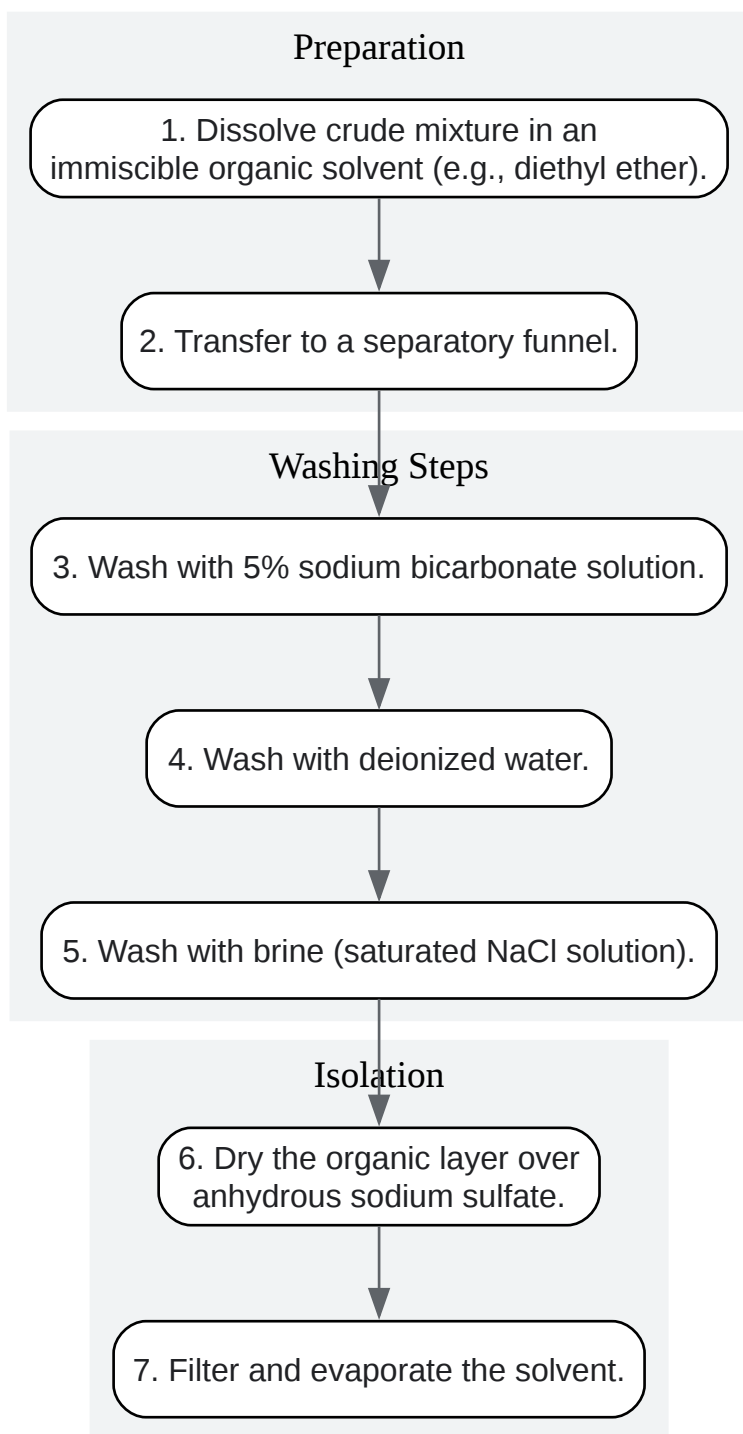 Preparation
1. Dissolve crude mixture in an
immiscible organic solvent (e.g., diethyl ether).
2. Transfer to a separatory funnel.
Washing Steps
3. Wash with 5% sodium bicarbonate solution.
4. Wash with deionized water.
5. Wash with brine (saturated NaCl solution).
Isolation
6. Dry the organic layer over
anhydrous sodium sulfate.
7. Filter and evaporate the solvent.